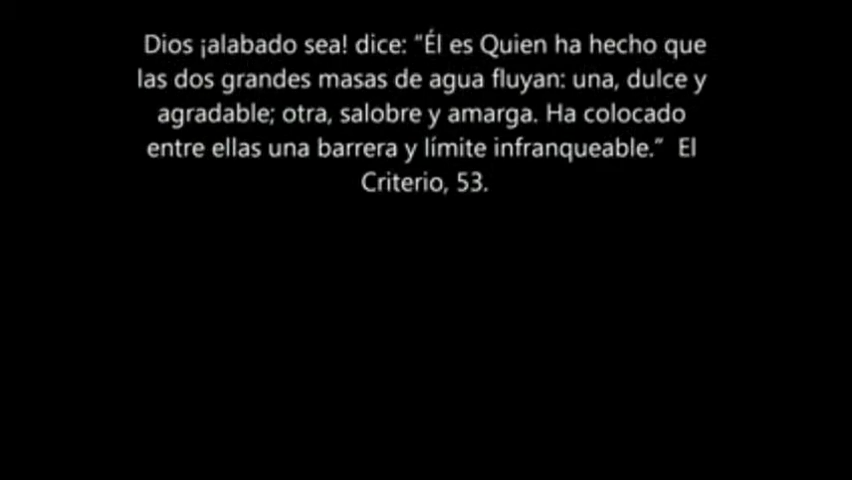 Dios ¡alabado sea! dice: “Él es Quien ha hecho que
las dos grandes masas de agua fluyan: una, dulce y
agradable; otra, salobre y amarga. Ha colocado
entre ellas una barrera y límite infranqueable.” El
Criterio, 53.